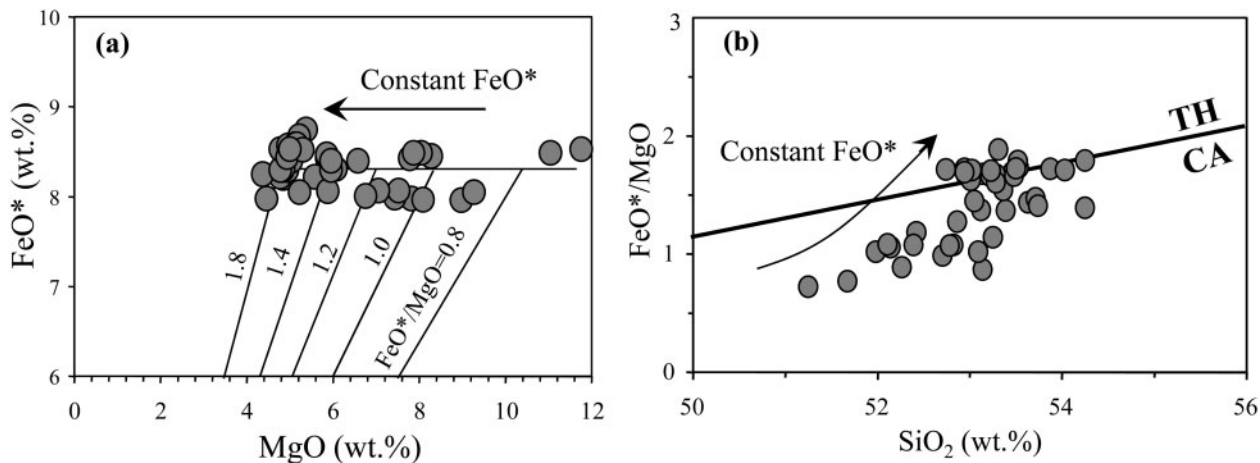 (a)
Constant FeO*
FeO* (wt.%)
10
9
8
7
6
1.8
1.4
1.2
1.0
FeO*/MgO=0.8
0 2 4 6 8 10 12
MgO (wt.%)
(b)
TH
CA
Constant FeO*
FeO*/MgO
3
2
1
0
50 52 54 56
SiO₂ (wt.%)